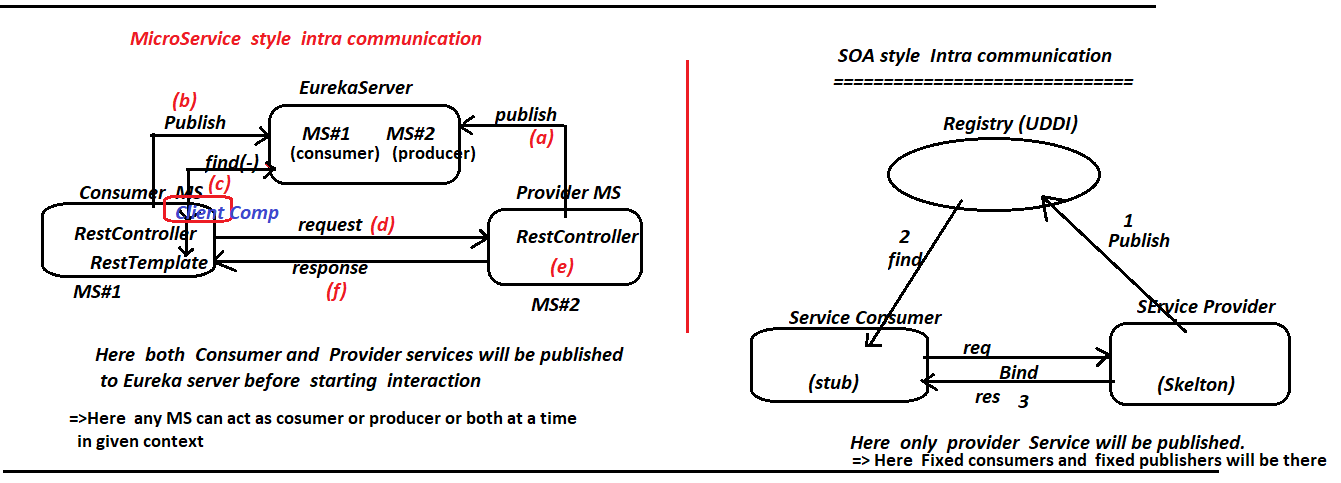 MicroService style intra communication
EurekaServer
(b)
Publish
MS#1 MS#2
(consumer) (producer)
publish
(a)
find(-)
(c)
Consumer MS
Client Comp
RestController
RestTemplate
MS#1
request (d)
response
(f)
Provider MS
RestController
(e)
MS#2
Here both Consumer and Provider services will be published
to Eureka server before starting interaction
=>Here any MS can act as cosumer or producer or both at a time
in given context
SOA style Intra communication
==============================
Registry (UDDI)
2
find
1
Publish
Service Consumer
(stub)
SErvice Provider
(Skelton)
req
Bind
res 3
Here only provider Service will be published.
=> Here Fixed consumers and fixed publishers will be there